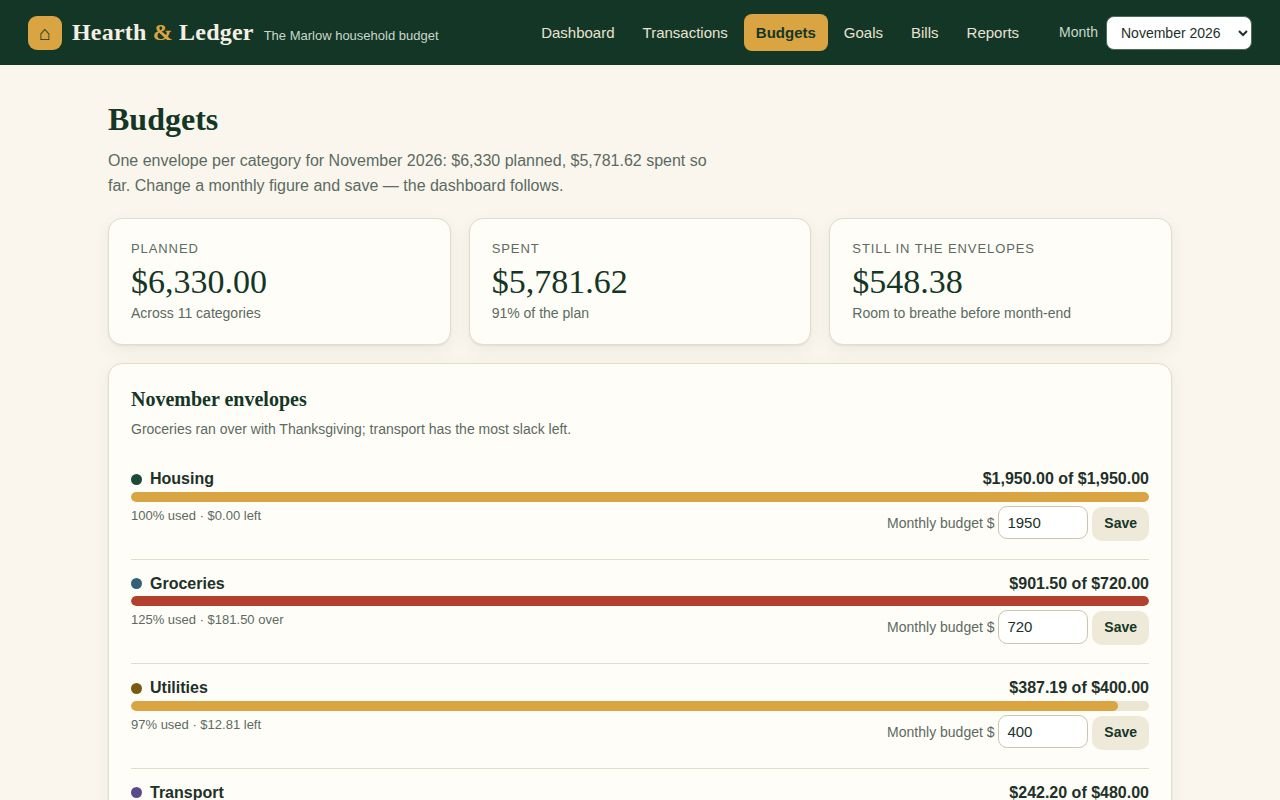 ⌂ Hearth & Ledger The Marlow household budget Dashboard Transactions Budgets Goals Bills Reports Month November 2026
Budgets
One envelope per category for November 2026: $6,330 planned, $5,781.62 spent so
far. Change a monthly figure and save — the dashboard follows.
PLANNED
$6,330.00
Across 11 categories
SPENT
$5,781.62
91% of the plan
STILL IN THE ENVELOPES
$548.38
Room to breathe before month-end
November envelopes
Groceries ran over with Thanksgiving; transport has the most slack left.
Housing $1,950.00 of $1,950.00
100% used · $0.00 left Monthly budget $ 1950 Save
Groceries $901.50 of $720.00
125% used · $181.50 over Monthly budget $ 720 Save
Utilities $387.19 of $400.00
97% used · $12.81 left Monthly budget $ 400 Save
Transport $242.20 of $480.00